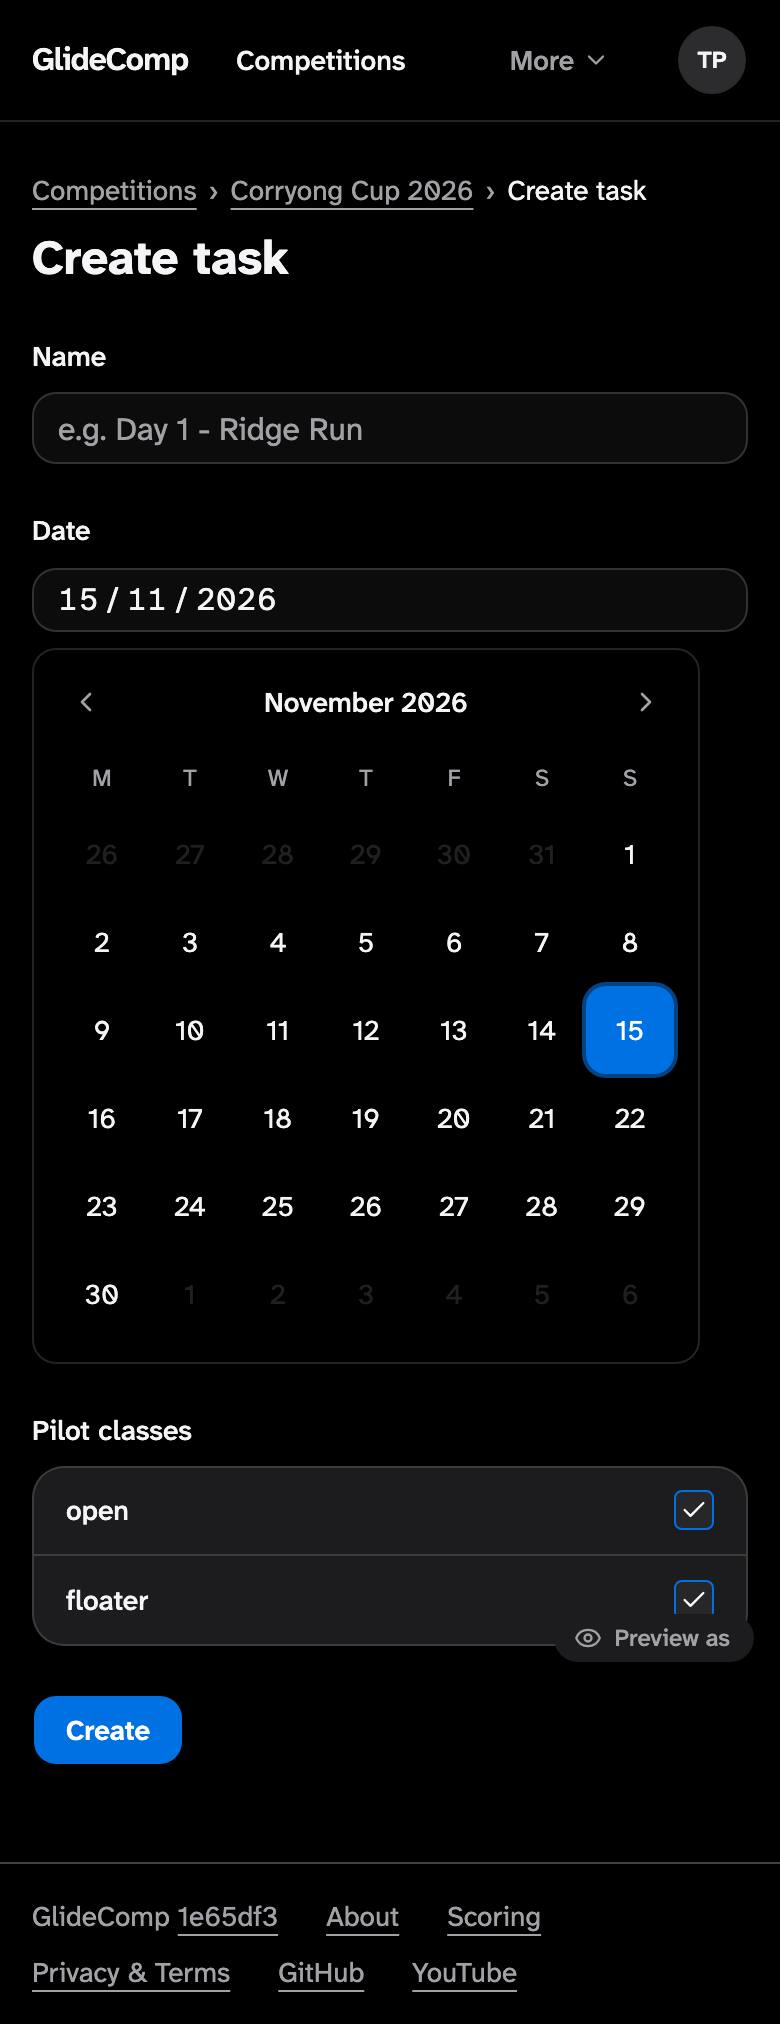 GlideComp Competitions More TP
Competitions › Corryong Cup 2026 › Create task
Create task
Name
e.g. Day 1 - Ridge Run
Date
15 / 11 / 2026
November 2026
M T W T F S S
26 27 28 29 30 31 1
2 3 4 5 6 7 8
9 10 11 12 13 14 15
16 17 18 19 20 21 22
23 24 25 26 27 28 29
30 1 2 3 4 5 6
Pilot classes
open
floater
Preview as
Create
GlideComp 1e65df3 About Scoring
Privacy & Terms GitHub YouTube